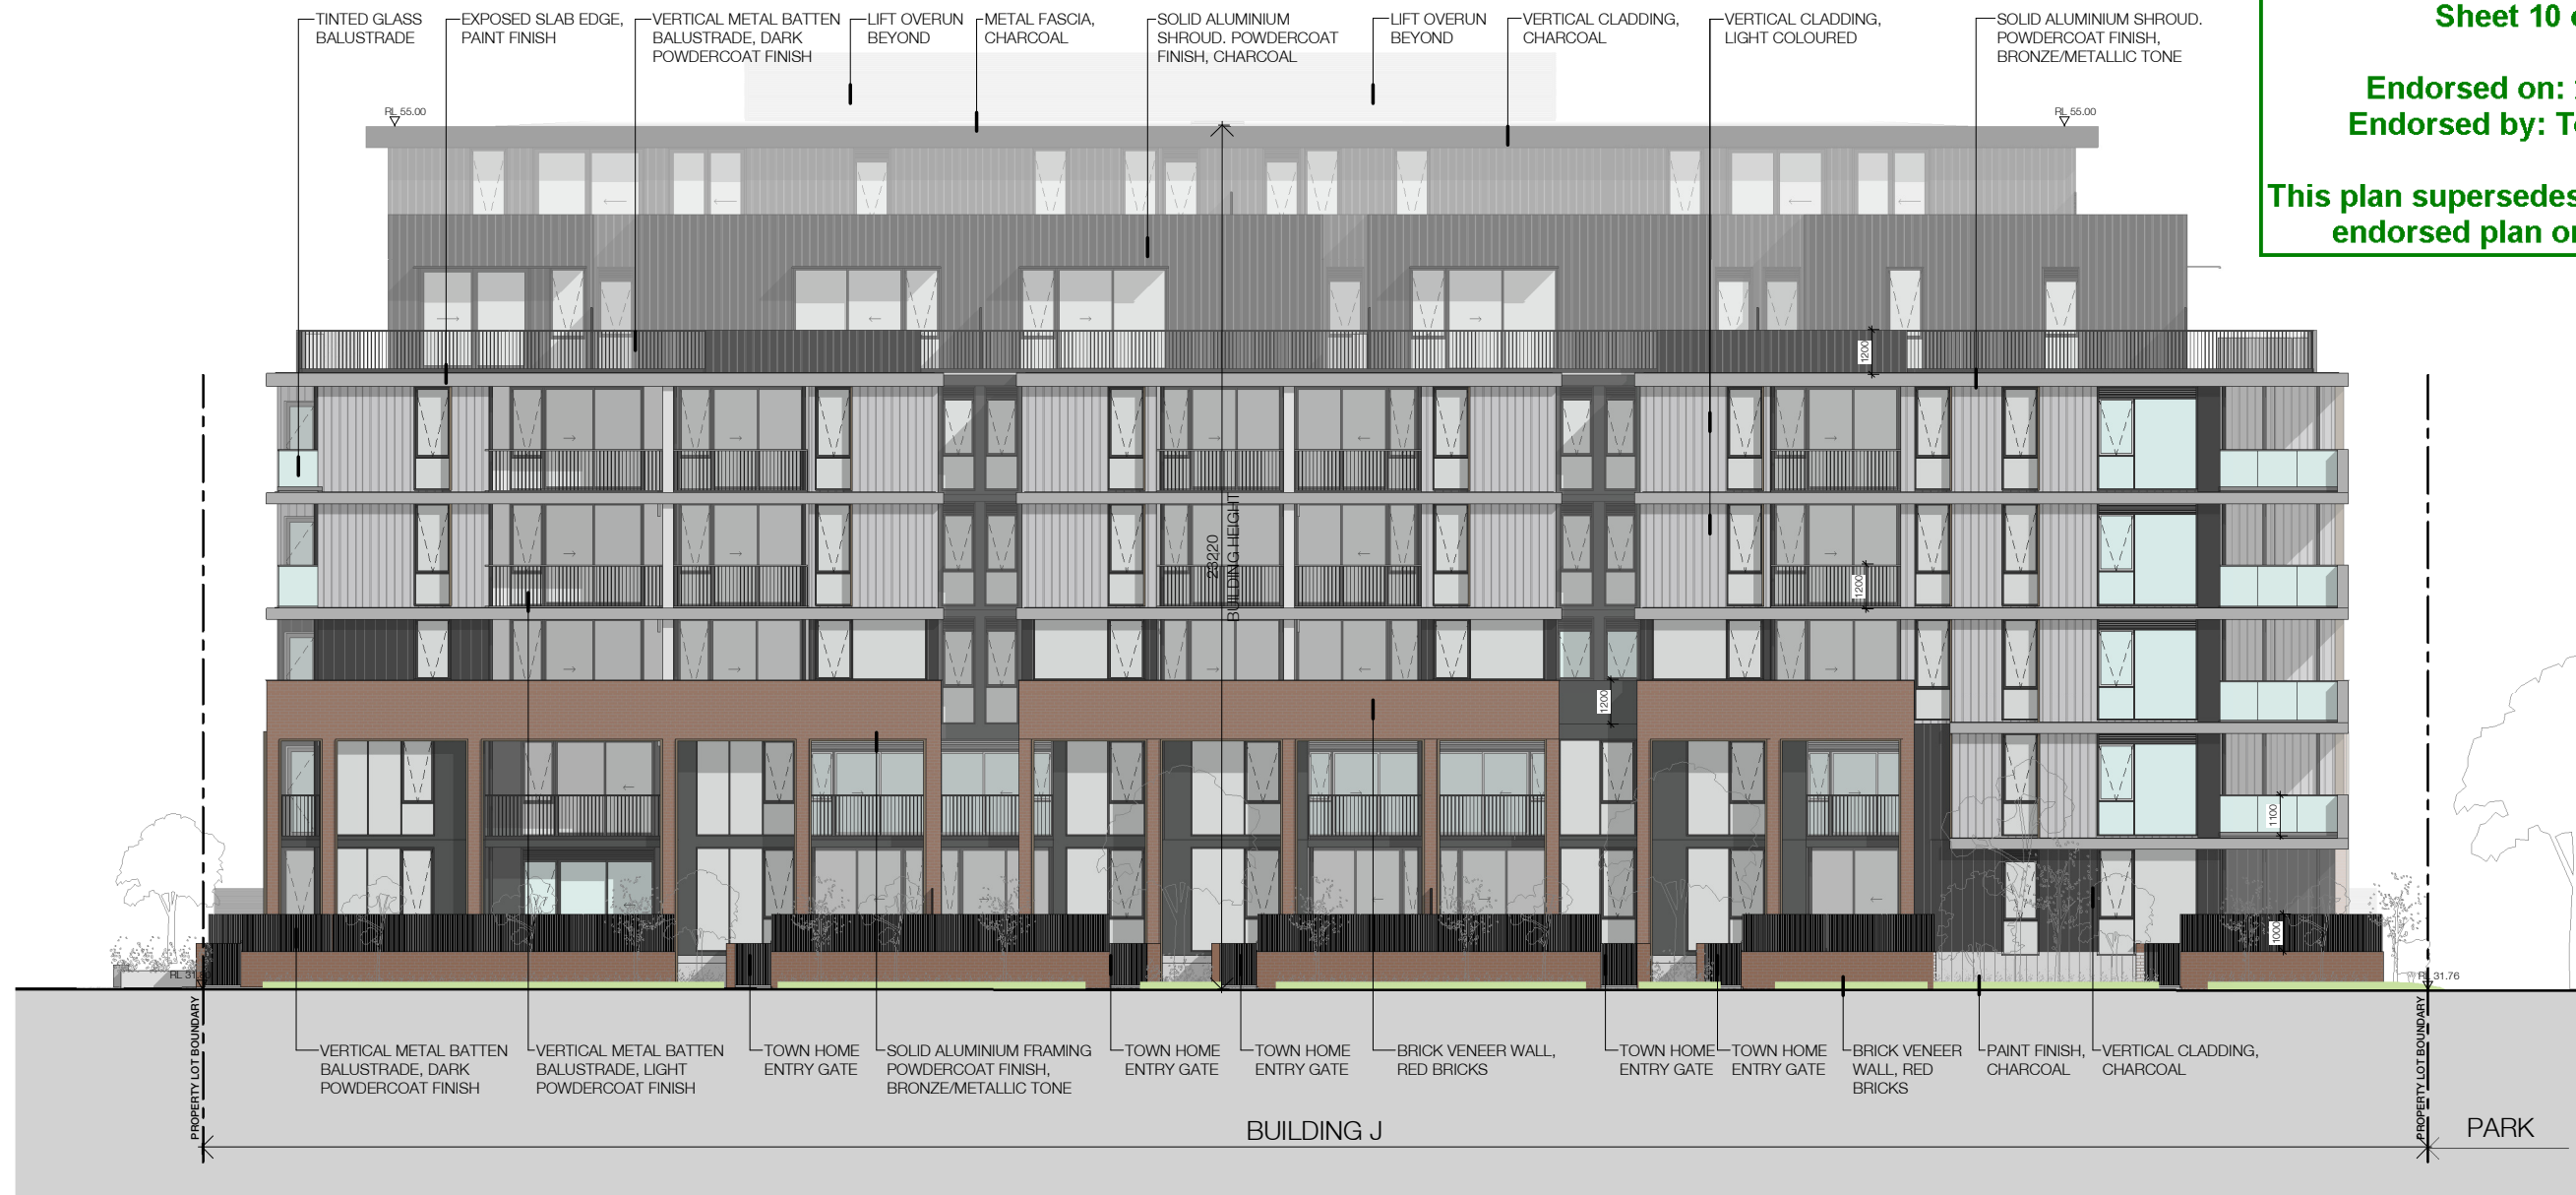 TINTED GLASS
BALUSTRADE
EXPOSED SLAB EDGE,
PAINT FINISH
VERTICAL METAL BATTEN
BALUSTRADE, DARK
POWDERCOAT FINISH
LIFT OVERUN
BEYOND
METAL FASCIA,
CHARCOAL
SOLID ALUMINIUM
SHROUD. POWDERCOAT
FINISH, CHARCOAL
LIFT OVERUN
BEYOND
VERTICAL CLADDING,
CHARCOAL
VERTICAL CLADDING,
LIGHT COLOURED
SOLID ALUMINIUM SHROUD.
POWDERCOAT FINISH,
BRONZE/METALLIC TONE
Sheet 10
Endorsed on:
Endorsed by:
This plan supersedes
endorsed plan
RL 55.00
RL 55.00
1200
23220
BUILDING HEIGHT
1200
1200
1100
1000
RL 31.76
VERTICAL METAL BATTEN
BALUSTRADE, DARK
POWDERCOAT FINISH
VERTICAL METAL BATTEN
BALUSTRADE, LIGHT
POWDERCOAT FINISH
TOWN HOME
ENTRY GATE
SOLID ALUMINIUM FRAMING
POWDERCOAT FINISH,
BRONZE/METALLIC TONE
TOWN HOME
ENTRY GATE
TOWN HOME
ENTRY GATE
BRICK VENEER WALL,
RED BRICKS
TOWN HOME
ENTRY GATE
TOWN HOME
ENTRY GATE
BRICK VENEER
WALL, RED
BRICKS
PAINT FINISH,
CHARCOAL
VERTICAL CLADDING,
CHARCOAL
PROPERTY LOT BOUNDARY
PROPERTY LOT BOUNDARY
BUILDING J
PARK